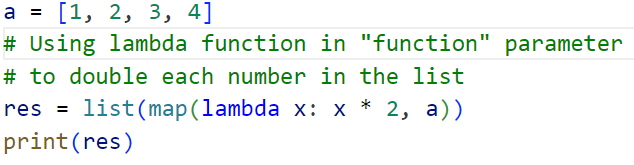 a = [1, 2, 3, 4]
# Using lambda function in "function" parameter
# to double each number in the list
res = list(map(lambda x: x * 2, a))
print(res)